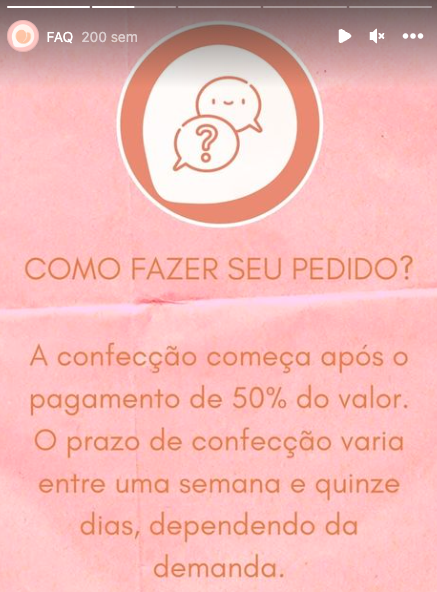 FAQ 200 sem
?
COMO FAZER SEU PEDIDO?
A confecção começa após o
pagamento de 50% do valor.
O prazo de confecção varia
entre uma semana e quinze
dias, dependendo da
demanda.